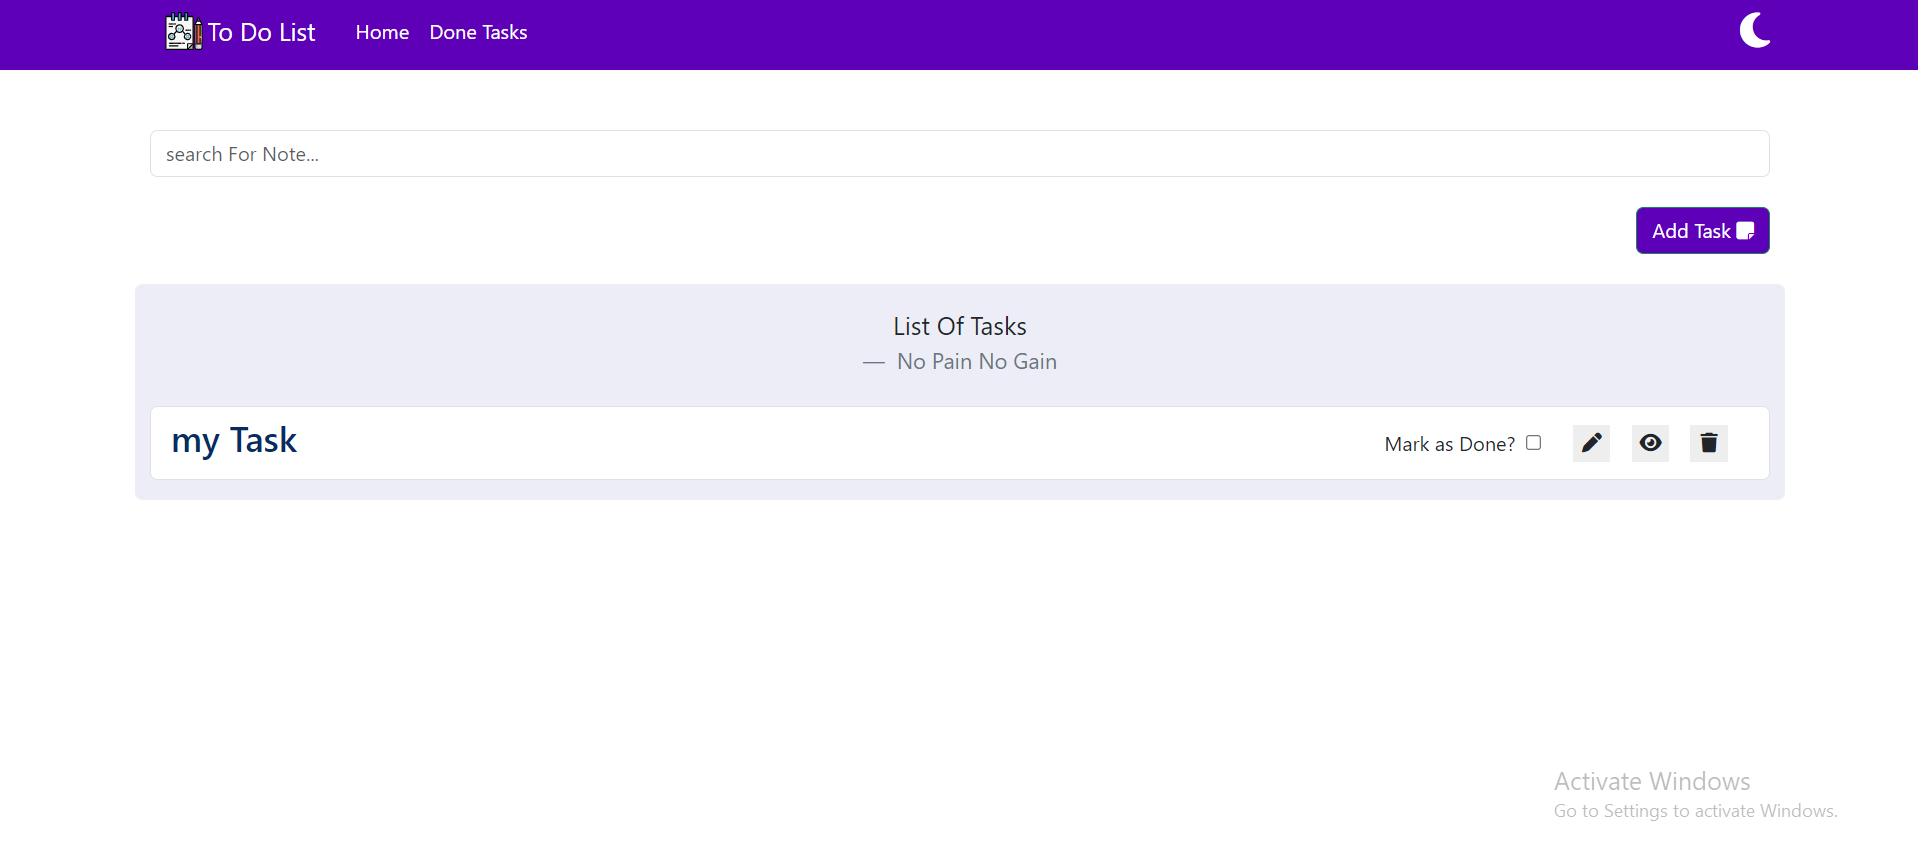 To Do List Home Done Tasks
search For Note...
Add Task
List Of Tasks
— No Pain No Gain
my Task Mark as Done?
Activate Windows
Go to Settings to activate Windows.